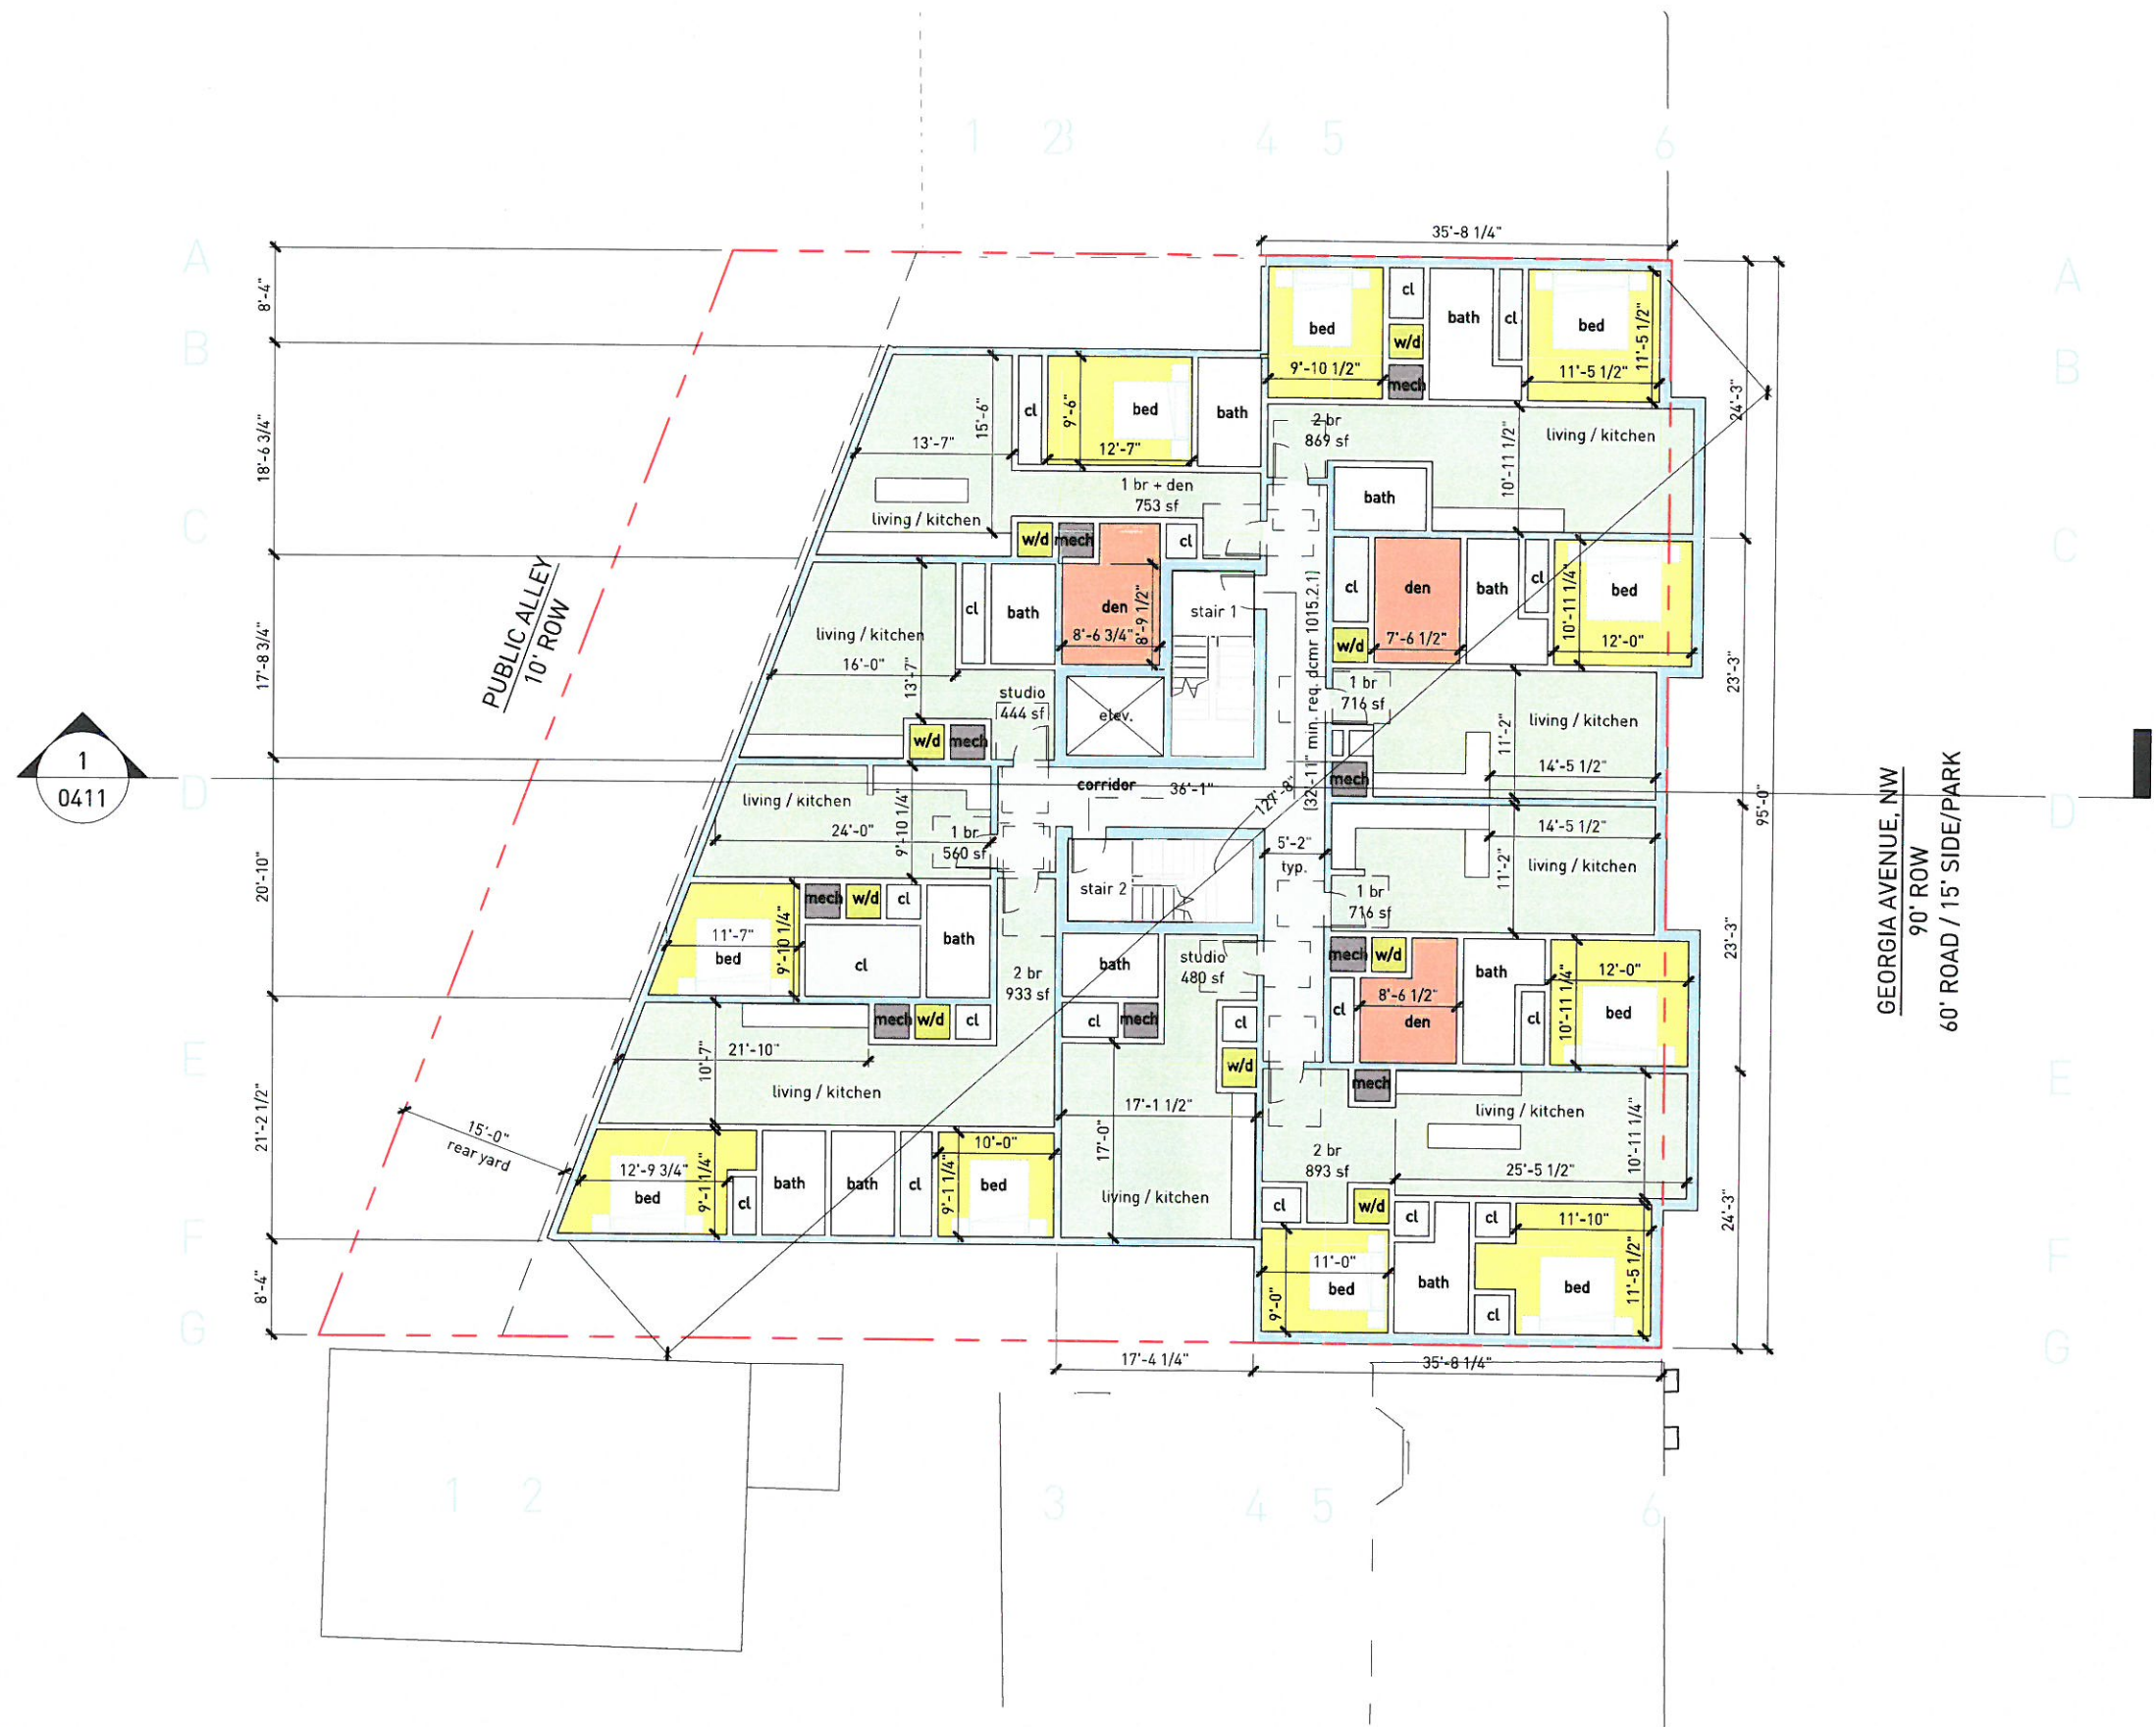 1 2 3 4 5 6
35'-8 1/4"
A
A
8'-4"
bed
cl
bath
cl
bed
11'-5 1/2"
w/d
B
B
9'-10 1/2"
mech
11'-5 1/2"
24'-3"
18'-6 3/4"
15'-6"
cl
9'-6"
bed
bath
13'-7"
12'-7"
2 br
869 sf
living / kitchen
10'-11 1/2"
1 br + den
753 sf
bath
living / kitchen
C
C
w/d
mech
cl
PUBLIC ALLEY
10' ROW
17'-8 3/4"
living / kitchen
cl
bath
den
8'-9 1/2"
8'-6 3/4"
stair 1
[32'-11" min. req. dcmr 1015.2.1]
cl
den
bath
cl
10'-11 1/4"
bed
w/d
7'-6 1/2"
12'-0"
23'-3"
16'-0"
13'-7"
studio
444 sf
elev.
1 br
716 sf
living / kitchen
11'-2"
14'-5 1/2"
w/d
mech
mech
1
0411
corridor
36'-1"
127'-8"
95'-0"
D
D
GEORGIA AVENUE, NW
90' ROW
60' ROAD / 15' SIDE/PARK
living / kitchen
24'-0"
9'-10 1/4"
1 br
560 sf
5'-2"
typ.
14'-5 1/2"
11'-2"
living / kitchen
20'-10"
stair 2
1 br
716 sf
mech
w/d
cl
11'-7"
bed
9'-10 1/4"
cl
bath
2 br
933 sf
bath
studio
480 sf
mech
w/d
bath
12'-0"
8'-6 1/2"
den
cl
cl
10'-11 1/4"
bed
23'-3"
mech
w/d
cl
cl
mech
cl
E
E
21'-10"
10'-7"
living / kitchen
w/d
mech
living / kitchen
10'-11 1/4"
21'-2 1/2"
17'-1 1/2"
17'-0"
15'-0"
rear yard
12'-9 3/4"
bed
9'-1 1/4"
cl
bath
bath
cl
10'-0"
9'-1 1/4"
bed
living / kitchen
2 br
893 sf
25'-5 1/2"
24'-3"
cl
w/d
cl
cl
11'-10"
F
F
8'-4"
11'-0"
bed
9'-0"
bath
cl
bed
11'-5 1/2"
G
G
17'-4 1/4"
35'-8 1/4"
1 2 3 4 5 6